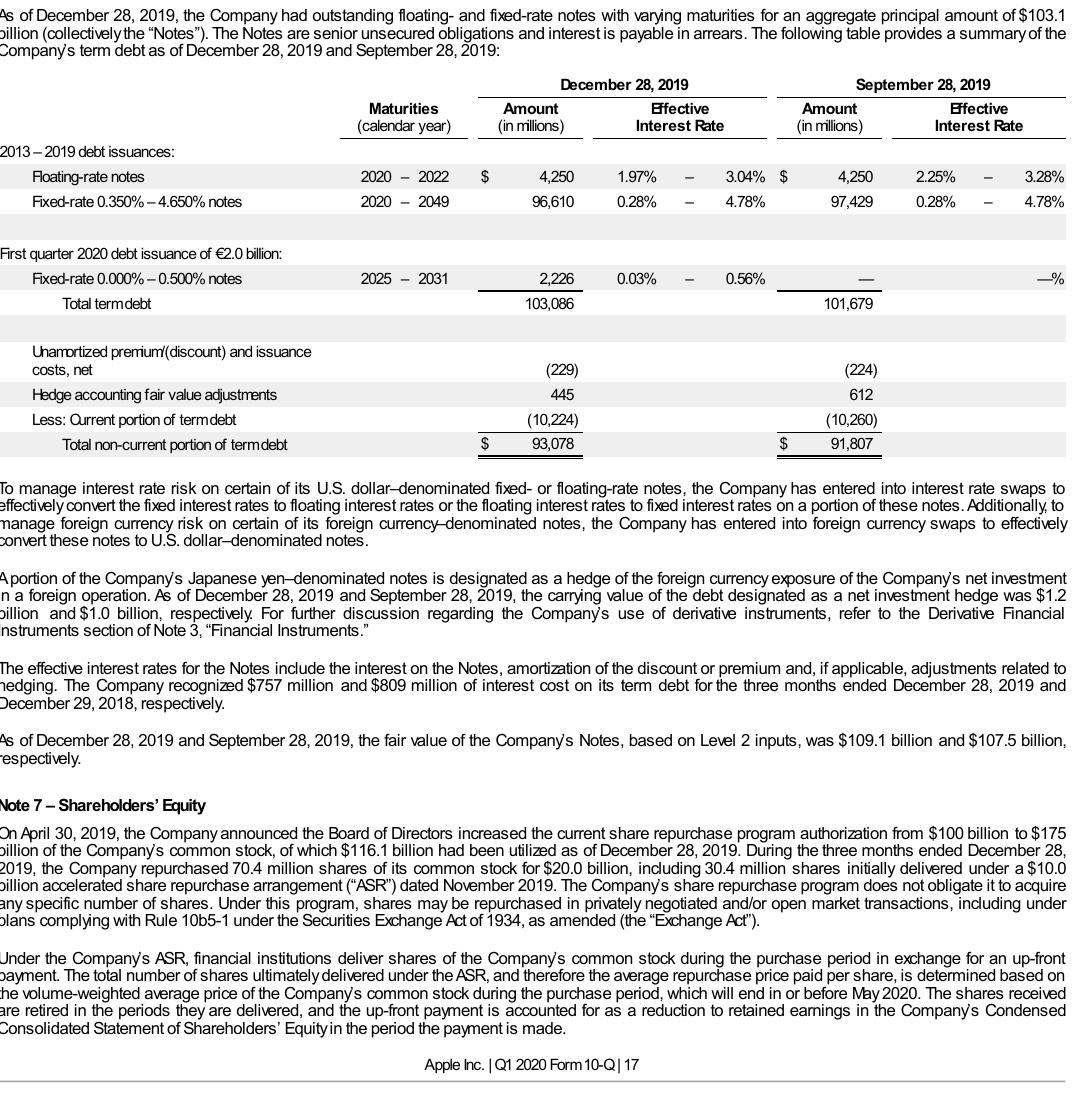 As of December 28, 2019, the Company had outstanding floating- and fixed-rate notes with varying maturities for an aggregate principal amount of $103.1
billion (collectively the “Notes”). The Notes are senior unsecured obligations and interest is payable in arrears. The following table provides a summary of the
Company’s term debt as of December 28, 2019 and September 28, 2019:
December 28, 2019 September 28, 2019
Maturities Amount Effective Amount Effective
(calendar year) (in millions) Interest Rate (in millions) Interest Rate
2013 – 2019 debt issuances:
Floating-rate notes 2020 – 2022 $ 4,250 1.97% – 3.04% $ 4,250 2.25% – 3.28%
Fixed-rate 0.350% – 4.650% notes 2020 – 2049 96,610 0.28% – 4.78% 97,429 0.28% – 4.78%
First quarter 2020 debt issuance of €2.0 billion:
Fixed-rate 0.000% – 0.500% notes 2025 – 2031 2,226 0.03% – 0.56% — —%
Total term debt 103,086 101,679
Unamortized premium/(discount) and issuance
costs, net (229) (224)
Hedge accounting fair value adjustments 445 612
Less: Current portion of term debt (10,224) (10,260)
Total non-current portion of term debt $ 93,078 $ 91,807
To manage interest rate risk on certain of its U.S. dollar–denominated fixed- or floating-rate notes, the Company has entered into interest rate swaps to
effectively convert the fixed interest rates to floating interest rates or the floating interest rates to fixed interest rates on a portion of these notes. Additionally, to
manage foreign currency risk on certain of its foreign currency–denominated notes, the Company has entered into foreign currency swaps to effectively
convert these notes to U.S. dollar–denominated notes.
A portion of the Company’s Japanese yen–denominated notes is designated as a hedge of the foreign currency exposure of the Company’s net investment
in a foreign operation. As of December 28, 2019 and September 28, 2019, the carrying value of the debt designated as a net investment hedge was $1.2
billion and $1.0 billion, respectively. For further discussion regarding the Company’s use of derivative instruments, refer to the Derivative Financial
Instruments section of Note 3, “Financial Instruments.”
The effective interest rates for the Notes include the interest on the Notes, amortization of the discount or premium and, if applicable, adjustments related to
hedging. The Company recognized $757 million and $809 million of interest cost on its term debt for the three months ended December 28, 2019 and
December 29, 2018, respectively.
As of December 28, 2019 and September 28, 2019, the fair value of the Company’s Notes, based on Level 2 inputs, was $109.1 billion and $107.5 billion,
respectively.
Note 7 – Shareholders’ Equity
On April 30, 2019, the Company announced the Board of Directors increased the current share repurchase program authorization from $100 billion to $175
billion of the Company’s common stock, of which $116.1 billion had been utilized as of December 28, 2019. During the three months ended December 28,
2019, the Company repurchased 70.4 million shares of its common stock for $20.0 billion, including 30.4 million shares initially delivered under a $10.0
billion accelerated share repurchase arrangement (“ASR”) dated November 2019. The Company’s share repurchase program does not obligate it to acquire
any specific number of shares. Under this program, shares may be repurchased in privately negotiated and/or open market transactions, including under
plans complying with Rule 10b5-1 under the Securities Exchange Act of 1934, as amended (the “Exchange Act”).
Under the Company’s ASR, financial institutions deliver shares of the Company’s common stock during the purchase period in exchange for an up-front
payment. The total number of shares ultimately delivered under the ASR, and therefore the average repurchase price paid per share, is determined based on
the volume-weighted average price of the Company’s common stock during the purchase period, which will end in or before May 2020. The shares received
are retired in the periods they are delivered, and the up-front payment is accounted for as a reduction to retained earnings in the Company’s Condensed
Consolidated Statement of Shareholders’ Equity in the period the payment is made.
Apple Inc. | Q1 2020 Form 10-Q | 17